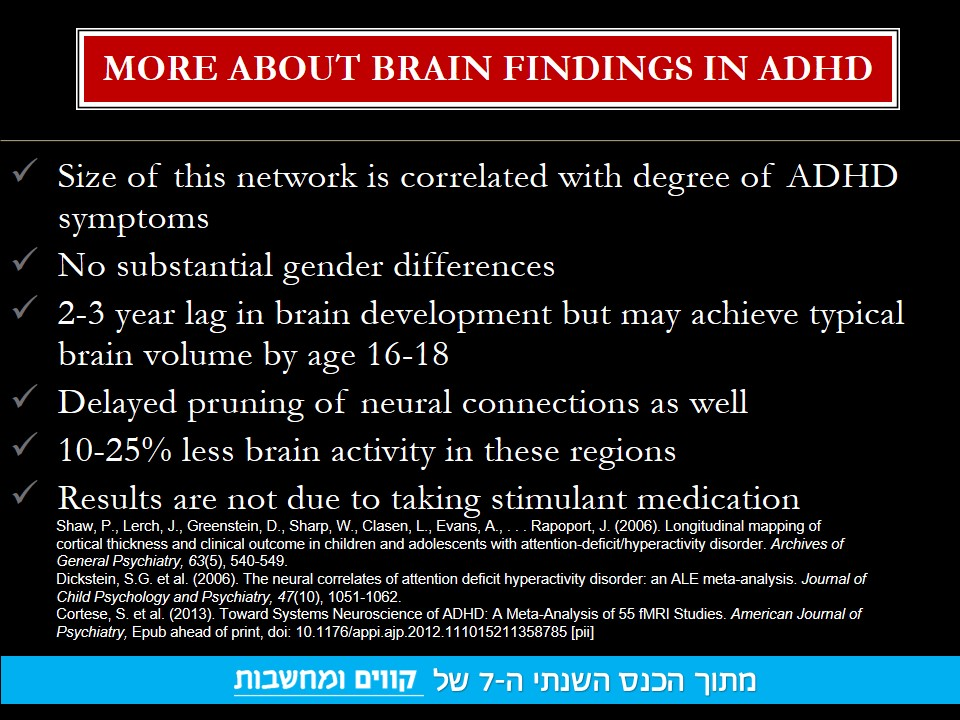 MORE ABOUT BRAIN FINDINGS IN ADHD
✓ Size of this network is correlated with degree of ADHD
symptoms
✓ No substantial gender differences
✓ 2-3 year lag in brain development but may achieve typical
brain volume by age 16-18
✓ Delayed pruning of neural connections as well
✓ 10-25% less brain activity in these regions
✓ Results are not due to taking stimulant medication
Shaw, P., Lerch, J., Greenstein, D., Sharp, W., Clasen, L., Evans, A., . . . Rapoport, J. (2006). Longitudinal mapping of
cortical thickness and clinical outcome in children and adolescents with attention-deficit/hyperactivity disorder. Archives of
General Psychiatry, 63(5), 540-549.
Dickstein, S.G. et al. (2006). The neural correlates of attention deficit hyperactivity disorder: an ALE meta-analysis. Journal of
Child Psychology and Psychiatry, 47(10), 1051-1062.
Cortese, S. et al. (2013). Toward Systems Neuroscience of ADHD: A Meta-Analysis of 55 fMRI Studies. American Journal of
Psychiatry, Epub ahead of print, doi: 10.1176/appi.ajp.2012.111015211358785 [pii]
מתוך הכנס השנתי ה-7 של קווים ומחשבות